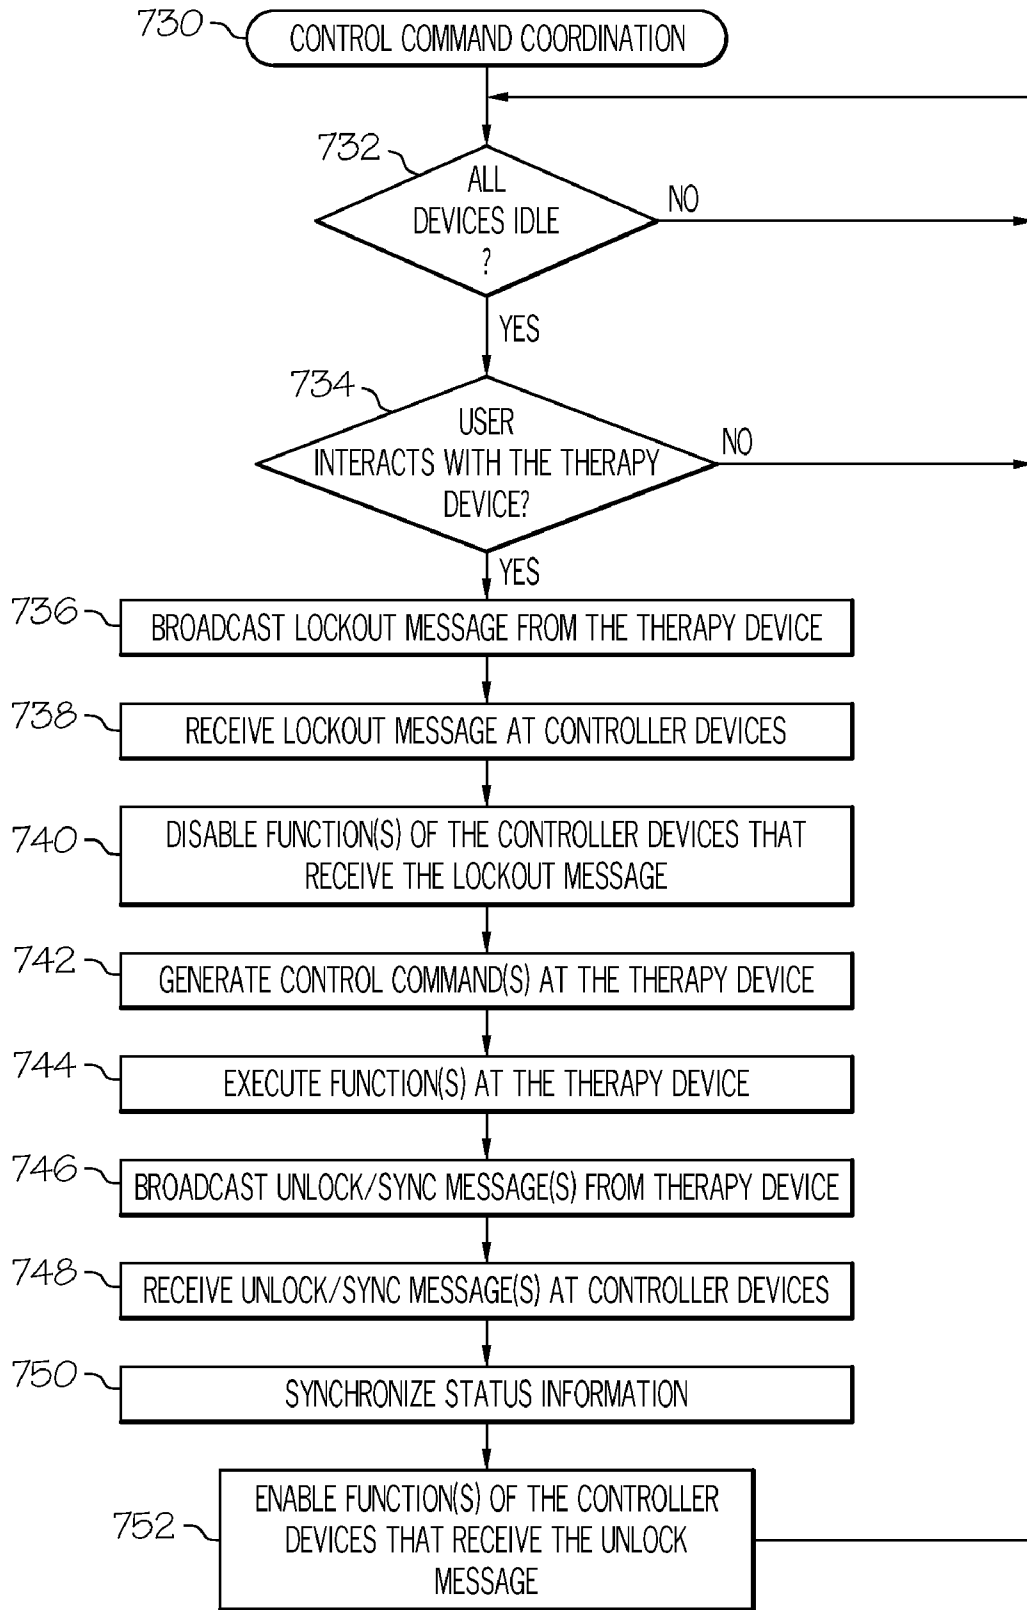 730
CONTROL COMMAND COORDINATION
732
ALL
DEVICES IDLE
?
NO
YES
734
USER
INTERACTS WITH THE THERAPY
DEVICE?
NO
YES
736
BROADCAST LOCKOUT MESSAGE FROM THE THERAPY DEVICE
738
RECEIVE LOCKOUT MESSAGE AT CONTROLLER DEVICES
740
DISABLE FUNCTION(S) OF THE CONTROLLER DEVICES THAT
RECEIVE THE LOCKOUT MESSAGE
742
GENERATE CONTROL COMMAND(S) AT THE THERAPY DEVICE
744
EXECUTE FUNCTION(S) AT THE THERAPY DEVICE
746
BROADCAST UNLOCK/SYNC MESSAGE(S) FROM THERAPY DEVICE
748
RECEIVE UNLOCK/SYNC MESSAGE(S) AT CONTROLLER DEVICES
750
SYNCHRONIZE STATUS INFORMATION
752
ENABLE FUNCTION(S) OF THE CONTROLLER
DEVICES THAT RECEIVE THE UNLOCK
MESSAGE